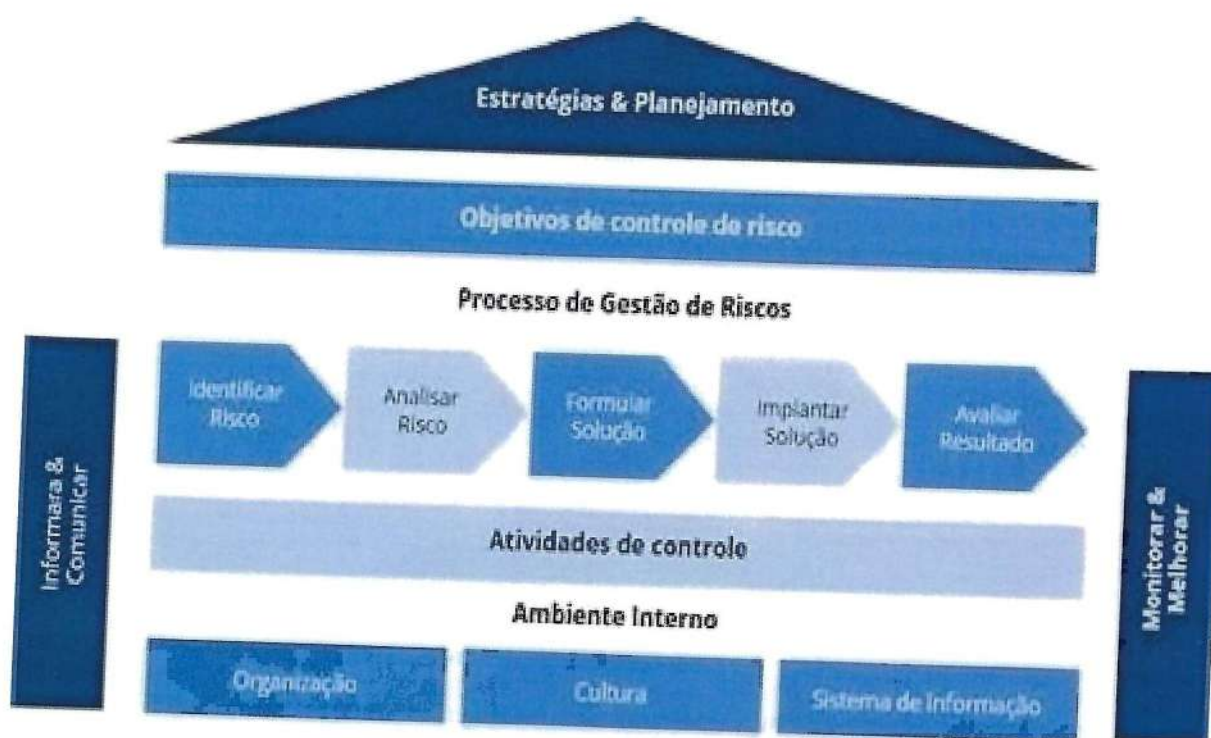 Estratégias & Planejamento
Objetivos de controle de risco
Processo de Gestão de Riscos
Informara &
Comunicar
Identificar
Risco
Analisar
Risco
Formular
Solução
Implantar
Solução
Avaliar
Resultado
Monitorar &
Melhorar
Atividades de controle
Ambiente Interno
Organização
Cultura
Sistema de Informação